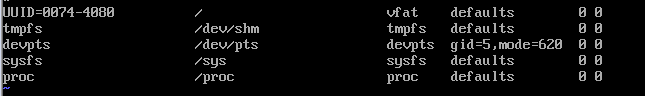 UUID=0074-4080 / vfat defaults 0 0
tmpfs /dev/shm tmpfs defaults 0 0
devpts /dev/pts devpts gid=5,mode=620 0 0
sysfs /sys sysfs defaults 0 0
proc /proc proc defaults 0 0
~